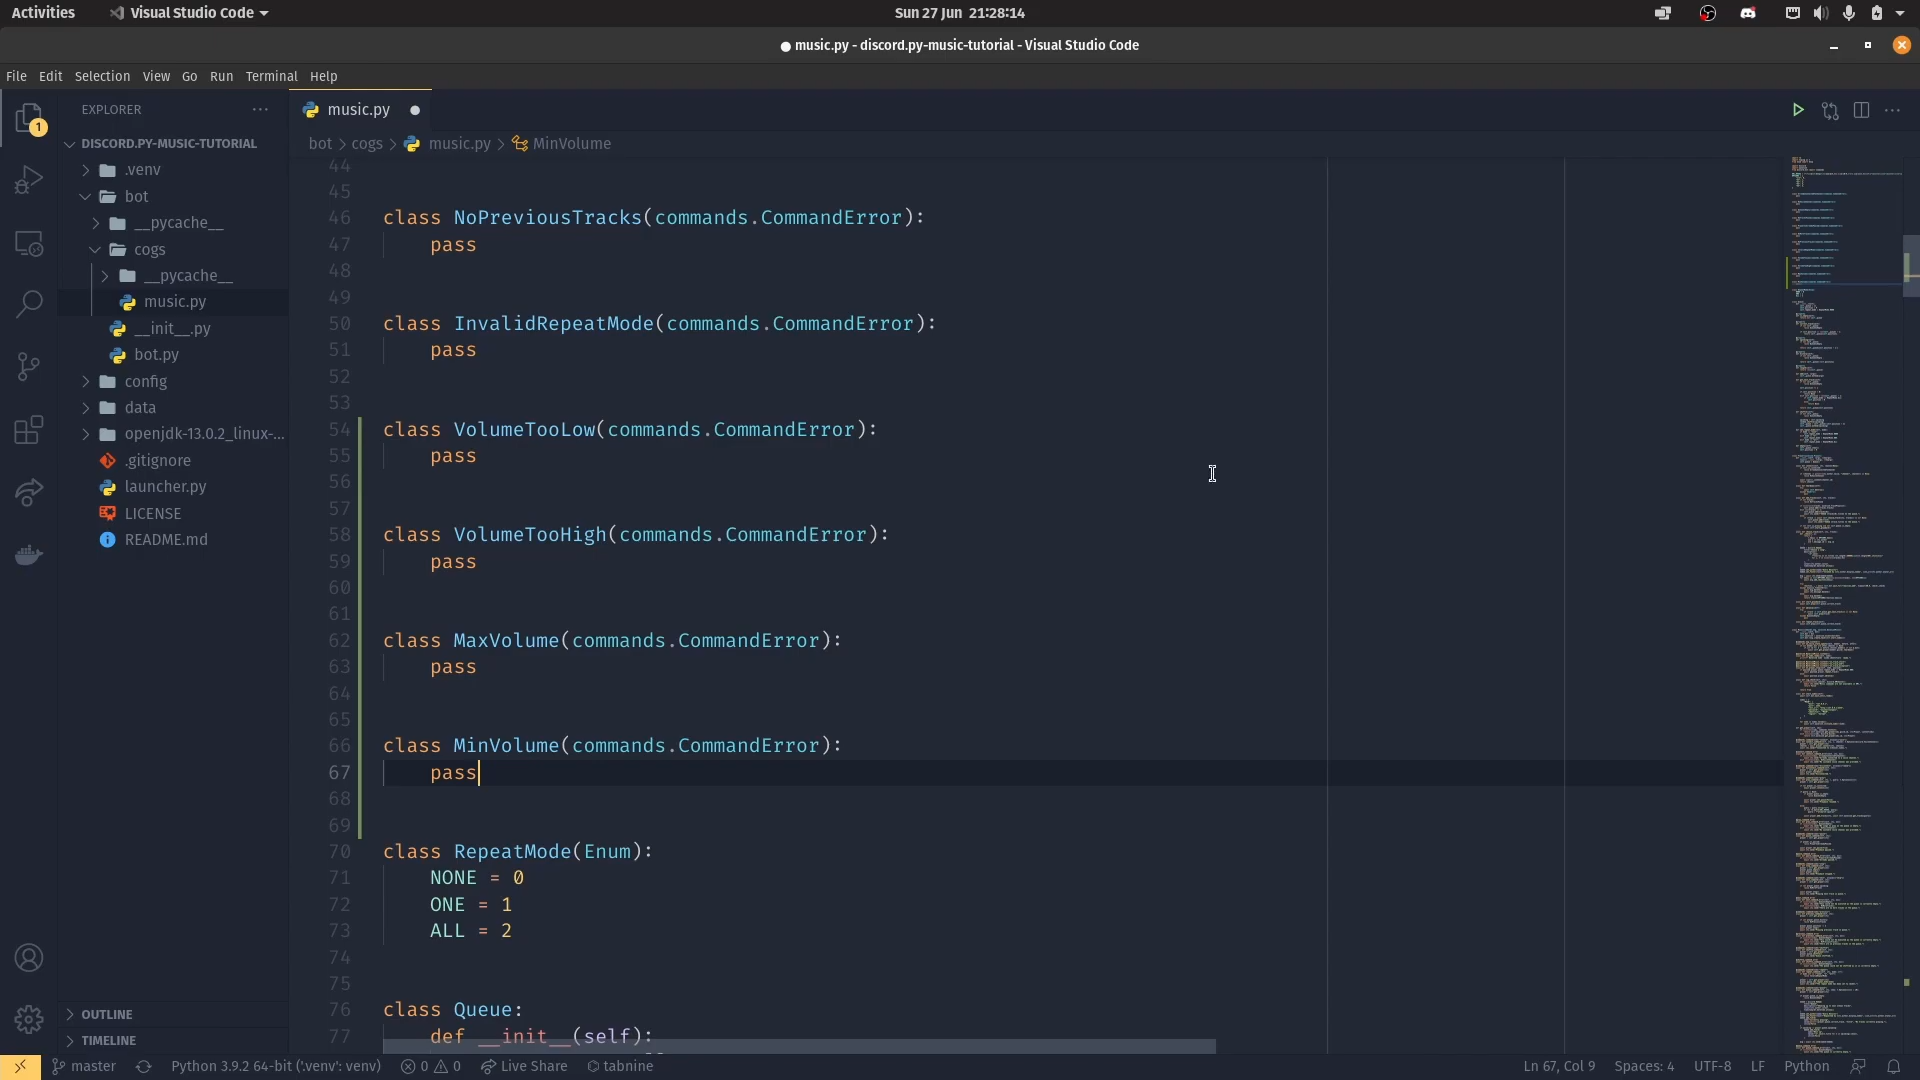 Activities
Visual Studio Code
Sun 27 Jun 21:28:14
● music.py - discord.py-music-tutorial - Visual Studio Code
File Edit Selection View Go Run Terminal Help
1
EXPLORER
DISCORD.PY-MUSIC-TUTORIAL
.venv
bot
__pycache__
cogs
__pycache__
music.py
__init__.py
bot.py
config
data
openjdk-13.0.2_linux-...
.gitignore
launcher.py
LICENSE
README.md
OUTLINE
TIMELINE
music.py
bot > cogs > music.py > MinVolume
44
45
46 class NoPreviousTracks(commands.CommandError):
47 pass
48
49
50 class InvalidRepeatMode(commands.CommandError):
51 pass
52
53
54 class VolumeTooLow(commands.CommandError):
55 pass
56
57
58 class VolumeTooHigh(commands.CommandError):
59 pass
60
61
62 class MaxVolume(commands.CommandError):
63 pass
64
65
66 class MinVolume(commands.CommandError):
67 pass
68
69
70 class RepeatMode(Enum):
71 NONE = 0
72 ONE = 1
73 ALL = 2
74
75
76 class Queue:
77 def __init__(self):
master
Python 3.9.2 64-bit ('.venv': venv)
0 0
Live Share
tabnine
Ln 67, Col 9
Spaces: 4
UTF-8
LF
Python